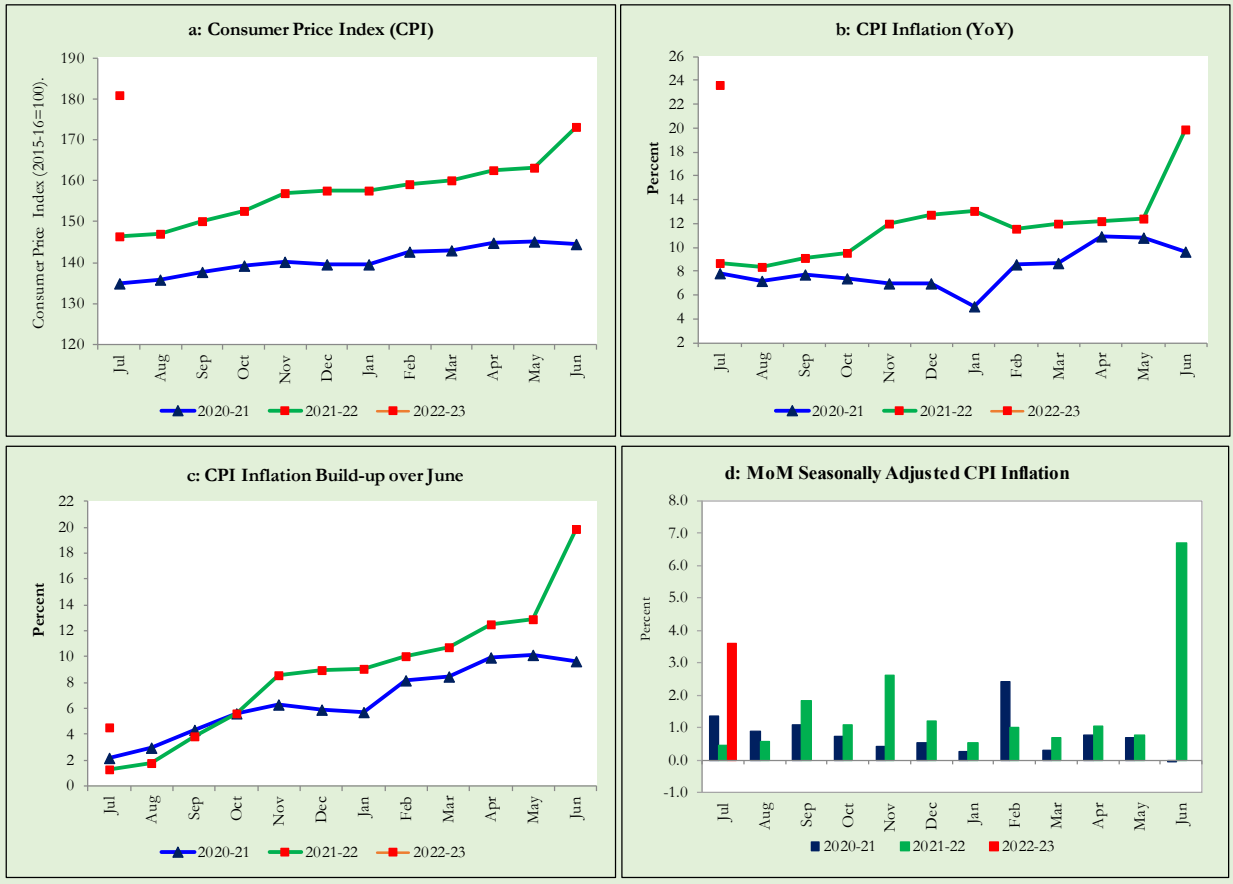 a: Consumer Price Index (CPI)
Consumer Price Index (2015-16=100).
190
180
170
160
150
140
130
120
Jul Aug Sep Oct Nov Dec Jan Feb Mar Apr May Jun
2020-21 2021-22 2022-23
b: CPI Inflation (YoY)
Percent
26
24
22
20
18
16
14
12
10
8
6
4
2
Jul Aug Sep Oct Nov Dec Jan Feb Mar Apr May Jun
2020-21 2021-22 2022-23
c: CPI Inflation Build-up over June
Percent
22
20
18
16
14
12
10
8
6
4
2
0
Jul Aug Sep Oct Nov Dec Jan Feb Mar Apr May Jun
2020-21 2021-22 2022-23
d: MoM Seasonally Adjusted CPI Inflation
Percent
8.0
7.0
6.0
5.0
4.0
3.0
2.0
1.0
0.0
-1.0
Jul Aug Sep Oct Nov Dec Jan Feb Mar Apr May Jun
2020-21 2021-22 2022-23